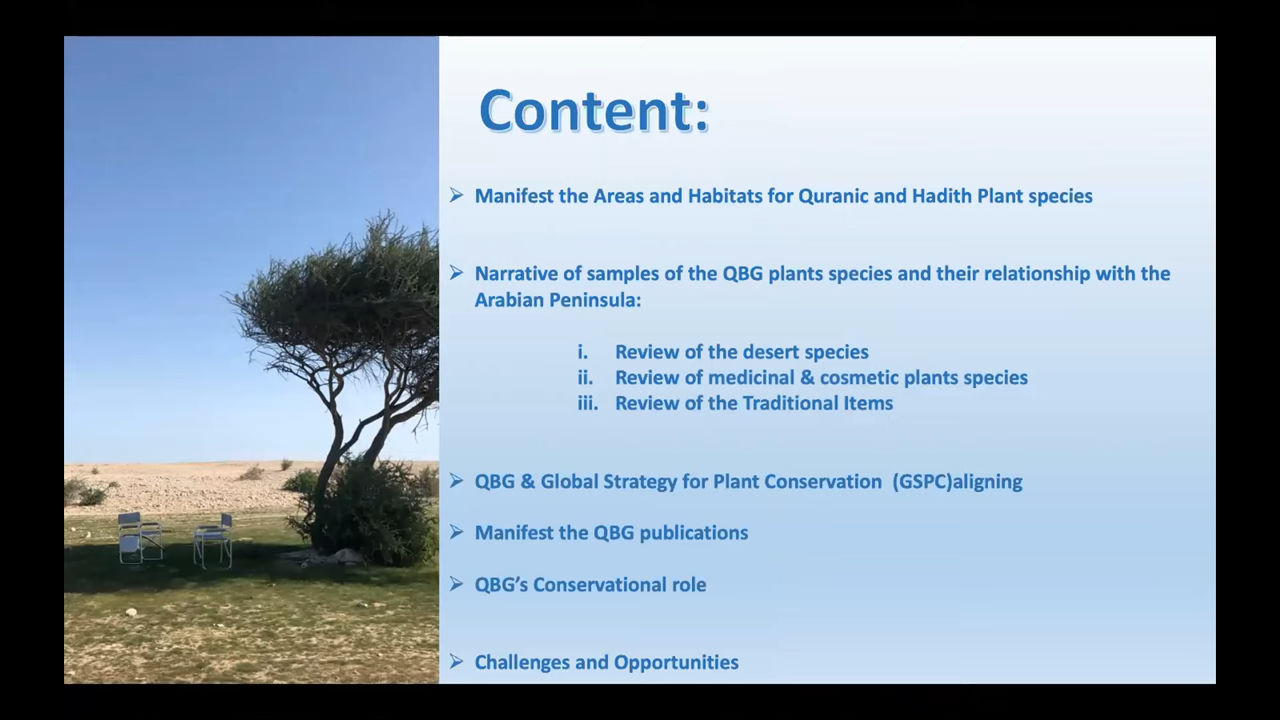 Content:
➢ Manifest the Areas and Habitats for Quranic and Hadith Plant species
➢ Narrative of samples of the QBG plants species and their relationship with the
Arabian Peninsula:
i. Review of the desert species
ii. Review of medicinal & cosmetic plants species
iii. Review of the Traditional Items
➢ QBG & Global Strategy for Plant Conservation (GSPC)aligning
➢ Manifest the QBG publications
➢ QBG’s Conservational role
➢ Challenges and Opportunities